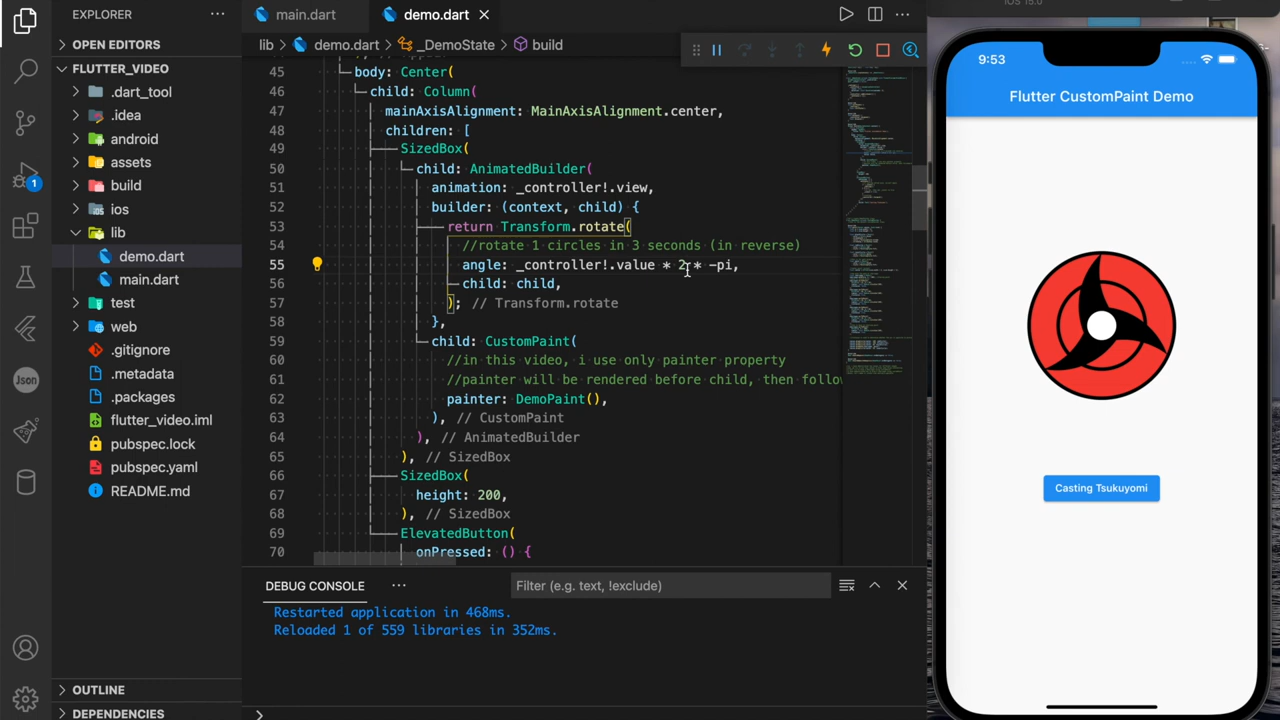 EXPLORER
main.dart
demo.dart
iOS 15.0
OPEN EDITORS
lib
demo.dart
_DemoState
build
FLUTTER_VIDEO
.dart_tool
.idea
assets
build
ios
lib
demo.dart
main.dart
test
web
.gitignore
.metadata
.packages
flutter_video.iml
pubspec.lock
pubspec.yaml
README.md
1
Json
OUTLINE
DEPENDENCIES
45 body: Center(
46 child: Column(
47 mainAxisAlignment: MainAxisAlignment.center,
48 children: [
49 SizedBox(
50 AnimatedBuilder(
51 animation: _controller!.view,
52 builder: (context, child) {
53 return Transform.rotate(
54 //rotate 1 circles in 3 seconds (in reverse)
55 angle: _controller!.value * 2 * -pi,
56 child: child,
57 ); // Transform.rotate
58 },
59 child: CustomPaint(
60 //in this video, i use only painter property
61 //painter will be rendered before child, then follow
62 painter: DemoPaint(),
63 ), // CustomPaint
64 ), // AnimatedBuilder
65 ), // SizedBox
66 SizedBox(
67 height: 200,
68 ), // SizedBox
69 ElevatedButton(
70 onPressed: () {
DEBUG CONSOLE
Filter (e.g. text, !exclude)
Restarted application in 468ms.
Reloaded 1 of 559 libraries in 352ms.
9:53
Flutter CustomPaint Demo
Casting Tsukuyomi